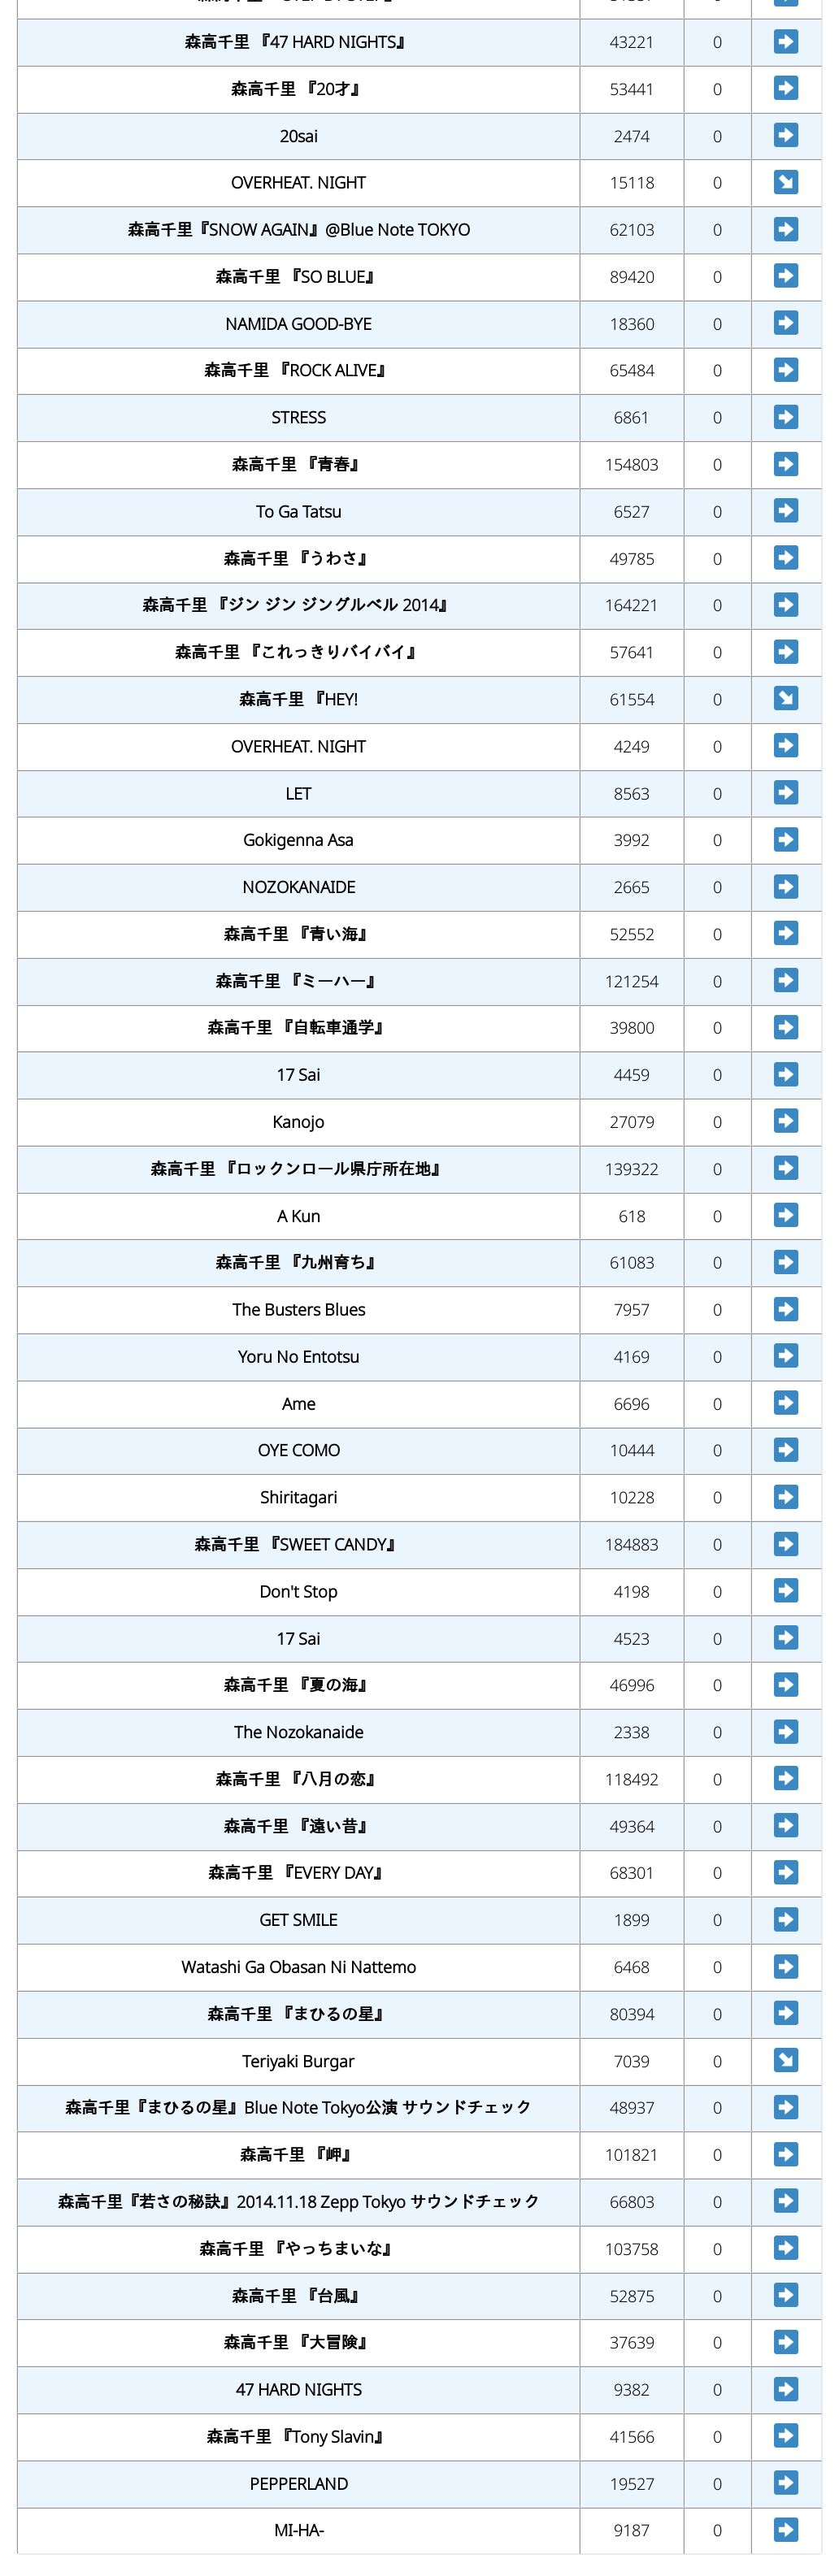 森高千里 『47 HARD NIGHTS』 43221 0
森高千里 『20才』 53441 0
20sai 2474 0
OVERHEAT. NIGHT 15118 0
森高千里『SNOW AGAIN』@Blue Note TOKYO 62103 0
森高千里 『SO BLUE』 89420 0
NAMIDA GOOD-BYE 18360 0
森高千里 『ROCK ALIVE』 65484 0
STRESS 6861 0
森高千里 『青春』 154803 0
To Ga Tatsu 6527 0
森高千里 『うわさ』 49785 0
森高千里 『ジン ジン ジングルベル 2014』 164221 0
森高千里 『これっきりバイバイ』 57641 0
森高千里 『HEY! 61554 0
OVERHEAT. NIGHT 4249 0
LET 8563 0
Gokigenna Asa 3992 0
NOZOKANAIDE 2665 0
森高千里 『青い海』 52552 0
森高千里 『ミーハー』 121254 0
森高千里 『自転車通学』 39800 0
17 Sai 4459 0
Kanojo 27079 0
森高千里 『ロックンロール県庁所在地』 139322 0
A Kun 618 0
森高千里 『九州育ち』 61083 0
The Busters Blues 7957 0
Yoru No Entotsu 4169 0
Ame 6696 0
OYE COMO 10444 0
Shiritagari 10228 0
森高千里 『SWEET CANDY』 184883 0
Don't Stop 4198 0
17 Sai 4523 0
森高千里 『夏の海』 46996 0
The Nozokanaide 2338 0
森高千里 『八月の恋』 118492 0
森高千里 『遠い昔』 49364 0
森高千里 『EVERY DAY』 68301 0
GET SMILE 1899 0
Watashi Ga Obasan Ni Nattemo 6468 0
森高千里 『まひるの星』 80394 0
Teriyaki Burgar 7039 0
森高千里『まひるの星』Blue Note Tokyo公演 サウンドチェック 48937 0
森高千里 『岬』 101821 0
森高千里『若さの秘訣』2014.11.18 Zepp Tokyo サウンドチェック 66803 0
森高千里 『やっちまいな』 103758 0
森高千里 『台風』 52875 0
森高千里 『大冒険』 37639 0
47 HARD NIGHTS 9382 0
森高千里 『Tony Slavin』 41566 0
PEPPERLAND 19527 0
MI-HA- 9187 0